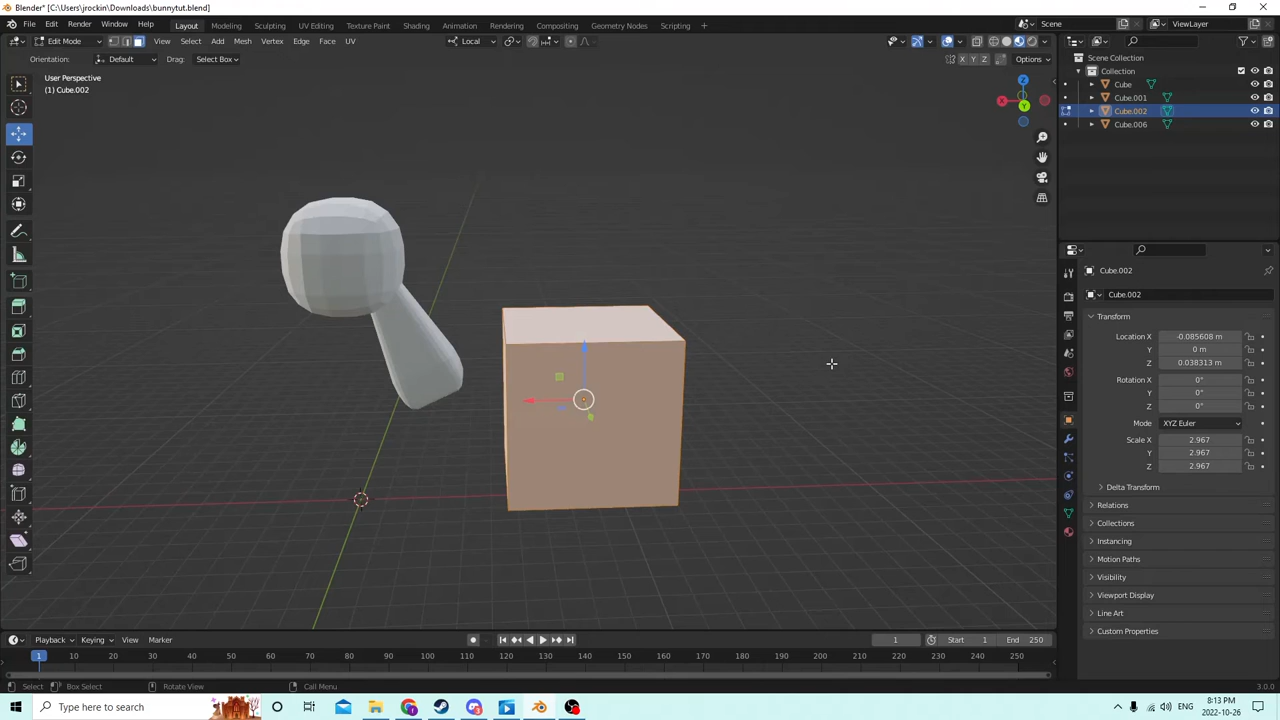 Blender* [C:\Users\jrockin\Downloads\bunnytut.blend]
File Edit Render Window Help Layout Modeling Sculpting UV Editing Texture Paint Shading Animation Rendering Compositing Geometry Nodes Scripting + Scene ViewLayer
Edit Mode View Select Add Mesh Vertex Edge Face UV Local
Orientation: Default Drag: Select Box X Y Z Options
User Perspective
(1) Cube.002
Z
X
Y
Scene Collection
Collection
Cube
Cube.001
Cube.002
Cube.006
Cube.002
Cube.002
Transform
Location X -0.085608 m
Y 0 m
Z 0.038313 m
Rotation X 0°
Y 0°
Z 0°
Mode XYZ Euler
Scale X 2.967
Y 2.967
Z 2.967
Delta Transform
Relations
Collections
Instancing
Motion Paths
Visibility
Viewport Display
Line Art
Custom Properties
Playback Keying View Marker 1 Start 1 End 250
1 10 20 30 40 50 60 70 80 90 100 110 120 130 140 150 160 170 180 190 200 210 220 230 240 250
Select Box Select Rotate View Call Menu 3.0.0
Type here to search ENG 8:13 PM
2022-10-26